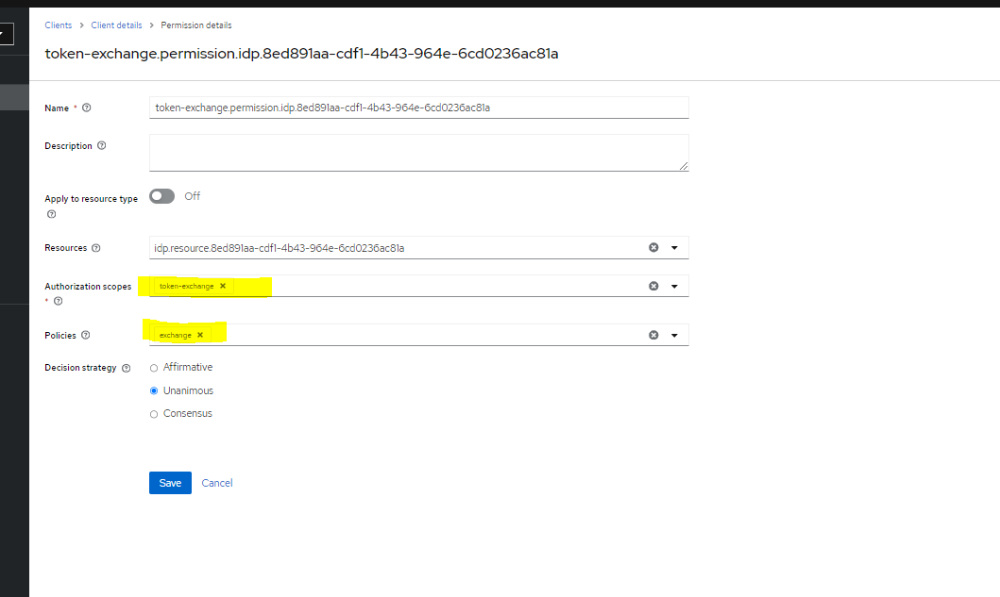 Clients > Client details > Permission details
token-exchange.permission.idp.8ed891aa-cdf1-4b43-964e-6cd0236ac81a
Name * token-exchange.permission.idp.8ed891aa-cdf1-4b43-964e-6cd0236ac81a
Description
Apply to resource type Off
Resources idp.resource.8ed891aa-cdf1-4b43-964e-6cd0236ac81a
Authorization scopes token-exchange
*
Policies exchange
Decision strategy Affirmative
Unanimous
Consensus
Save Cancel